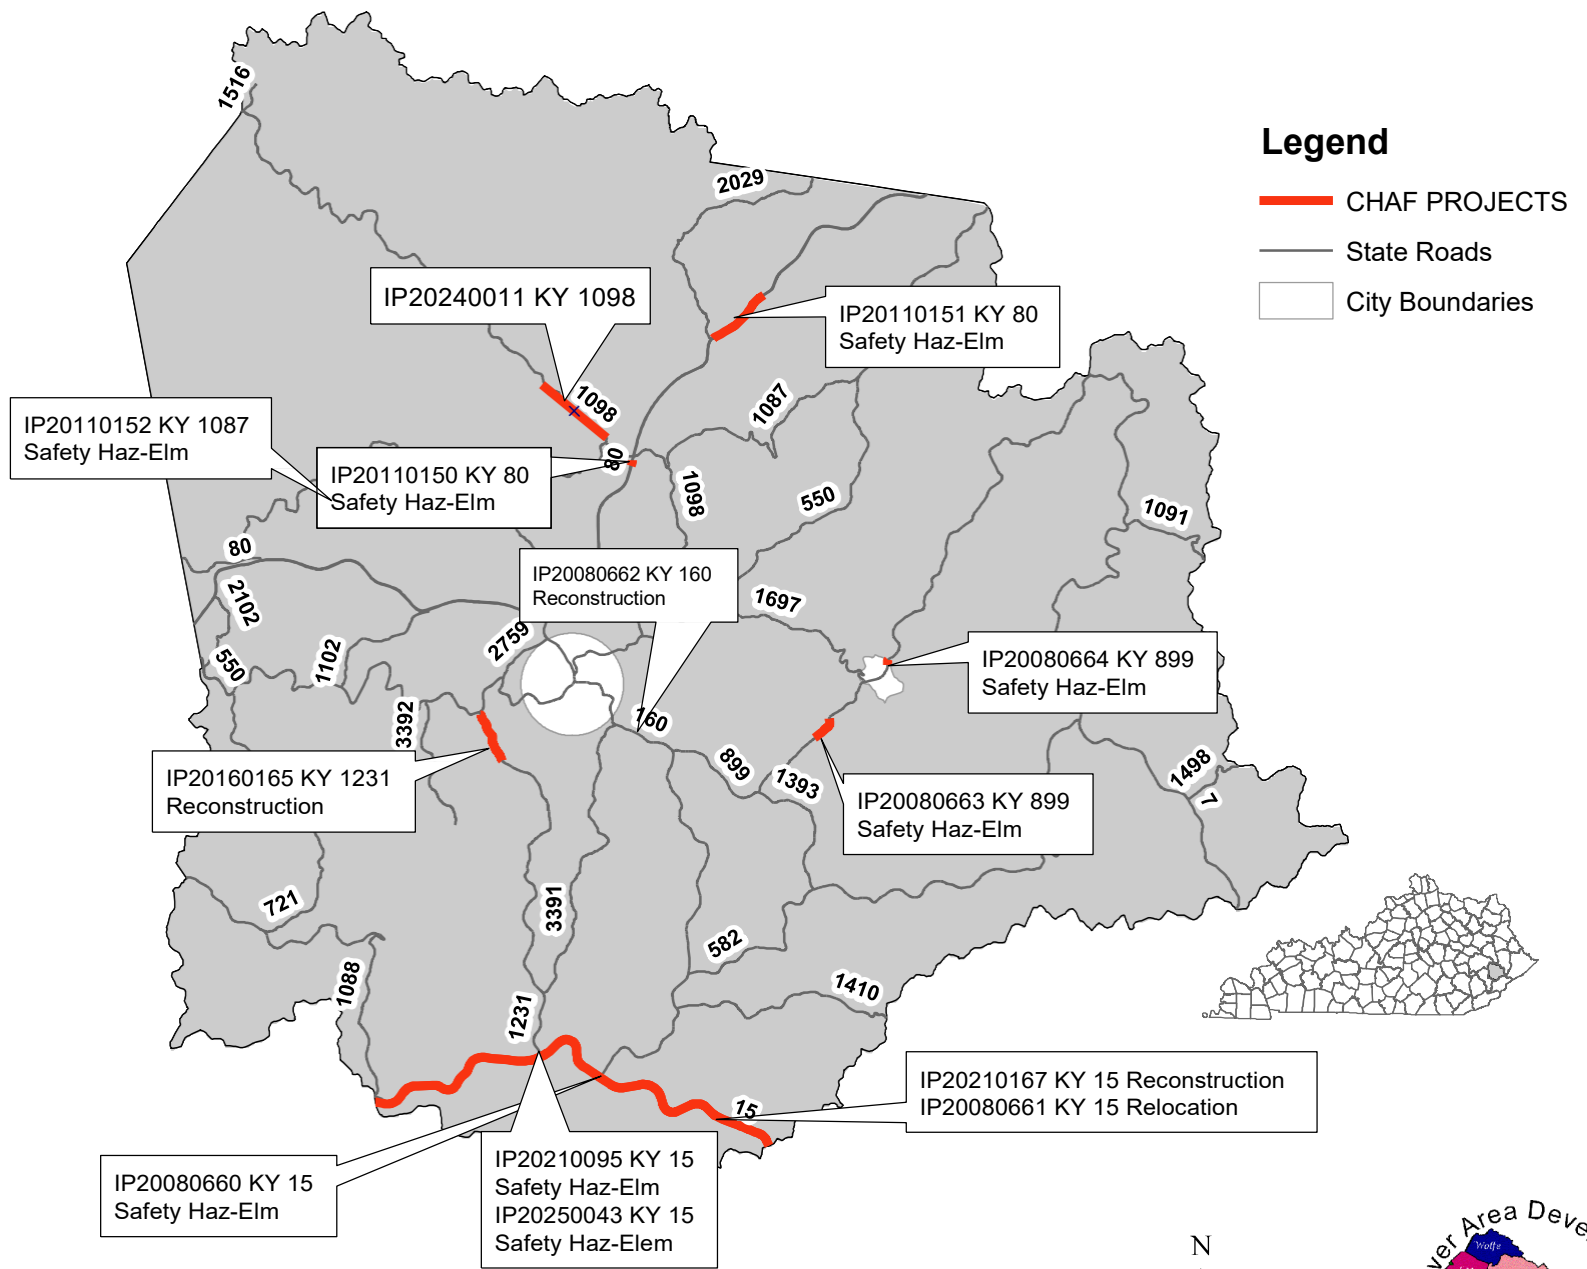 1516
2029
Legend
CHAF PROJECTS
State Roads
City Boundaries
IP20240011 KY 1098
IP20110151 KY 80
Safety Haz-Elm
1098
1087
IP20110152 KY 1087
Safety Haz-Elm
80
IP20110150 KY 80
Safety Haz-Elm
1098
550
1091
80
2102
IP20080662 KY 160
Reconstruction
1697
2759
550
1102
IP20080664 KY 899
Safety Haz-Elm
3392
160
899
1393
1498
7
IP20160165 KY 1231
Reconstruction
IP20080663 KY 899
Safety Haz-Elm
721
3391
582
1088
1231
1410
15
IP20210167 KY 15 Reconstruction
IP20080661 KY 15 Relocation
IP20080660 KY 15
Safety Haz-Elm
IP20210095 KY 15
Safety Haz-Elm
IP20250043 KY 15
Safety Haz-Elem
N
ver Area Deve
Wolfe